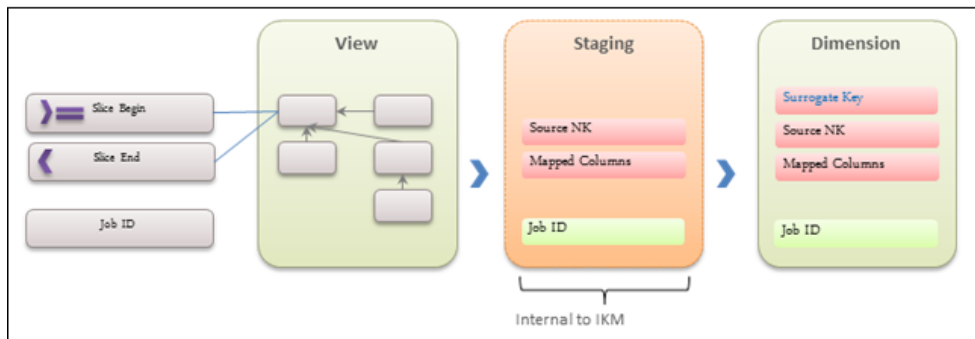 View
Staging
Dimension
Slice Begin
Slice End
Job ID
Source NK
Mapped Columns
Job ID
Surrogate Key
Source NK
Mapped Columns
Job ID
Internal to IKM